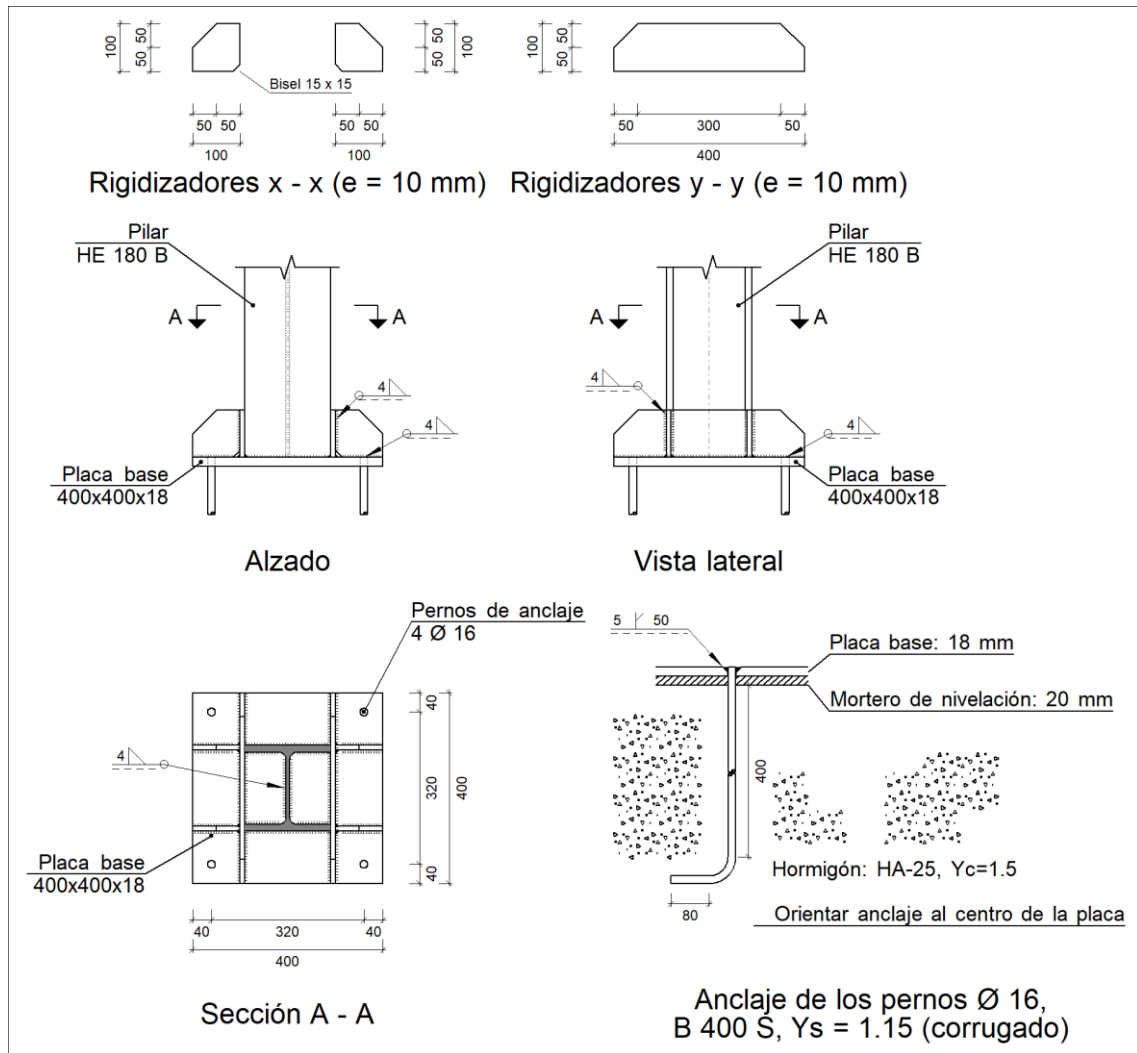 100
50
50
50
50
100
100
50
50
Bisel 15 x 15
50
50
100
50
50
100
50
300
50
400
Rigidizadores x - x (e = 10 mm)
Rigidizadores y - y (e = 10 mm)
Pilar
HE 180 B
A
A
4
4
Placa base
400x400x18
Alzado
Pilar
HE 180 B
A
A
4
4
Placa base
400x400x18
Vista lateral
Pernos de anclaje
4 Ø 16
4
40
320
40
400
Placa base
400x400x18
40
320
40
400
Sección A - A
5
50
Placa base: 18 mm
Mortero de nivelación: 20 mm
400
Hormigón: HA-25, Yc=1.5
80
Orientar anclaje al centro de la placa
Anclaje de los pernos Ø 16,
B 400 S, Ys = 1.15 (corrugado)